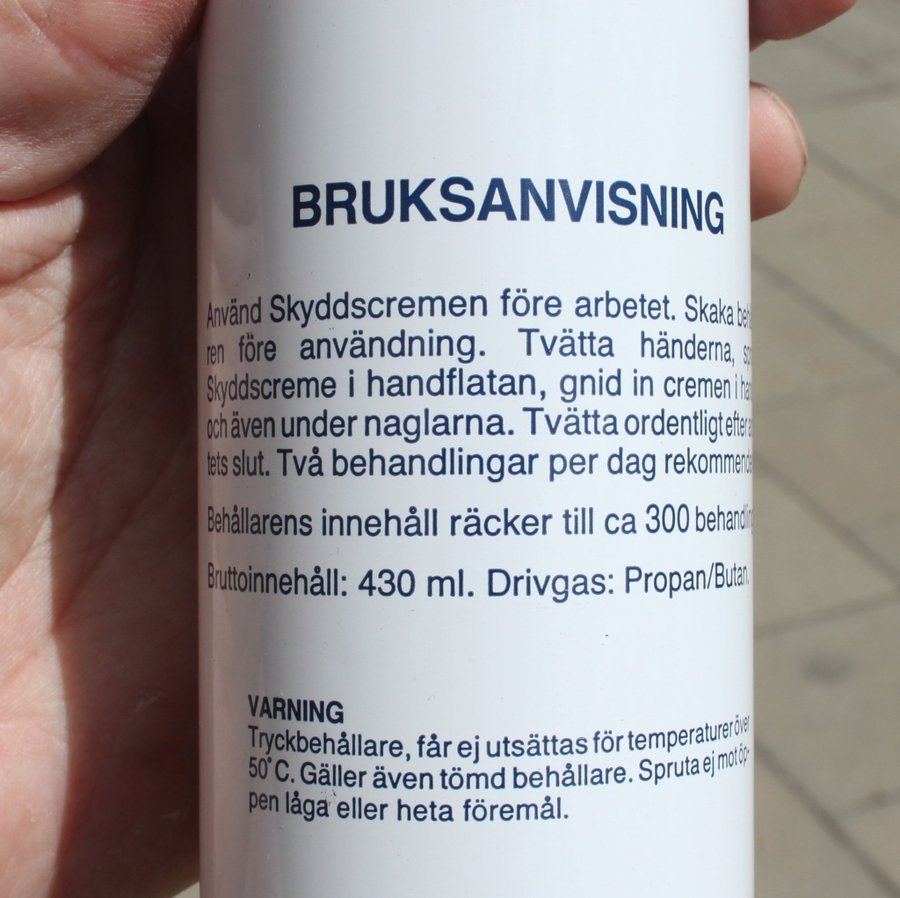 BRUKSANVISNING
Använd Skyddscremen före arbetet. Skaka
ren före användning. Tvätta händerna,
Skyddscreme i handflatan, gnid in cremen i
och även under naglarna. Tvätta ordentligt efter
tets slut. Två behandlingar per dag
Behållarens innehåll räcker till ca 300
Bruttoinnehåll: 430 ml. Drivgas: Propan/Butan.
VARNING
Tryckbehållare, får ej utsättas för temperaturer över
50°C. Gäller även tömd behållare. Spruta ej mot öp-
pen låga eller heta föremål.